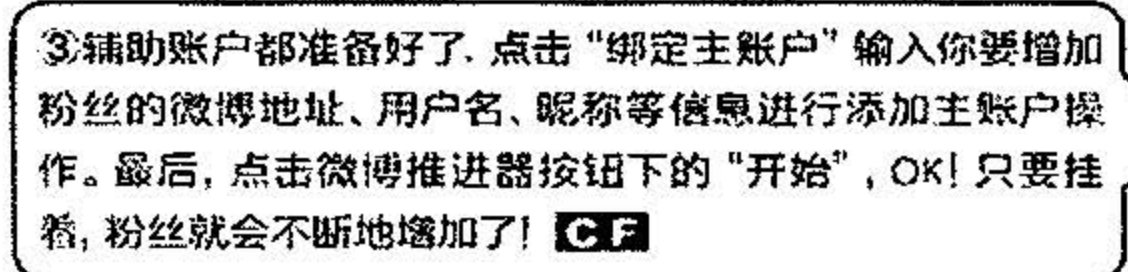 ③辅助账户都准备好了.点击“绑定主账户”输入你要增加
粉丝的微博地址、用户名、昵称等信息进行添加主账户操
作。最后,点击微博推进器按钮下的“开始”,OK!只要挂
着,粉丝就会不断地增加了! CF